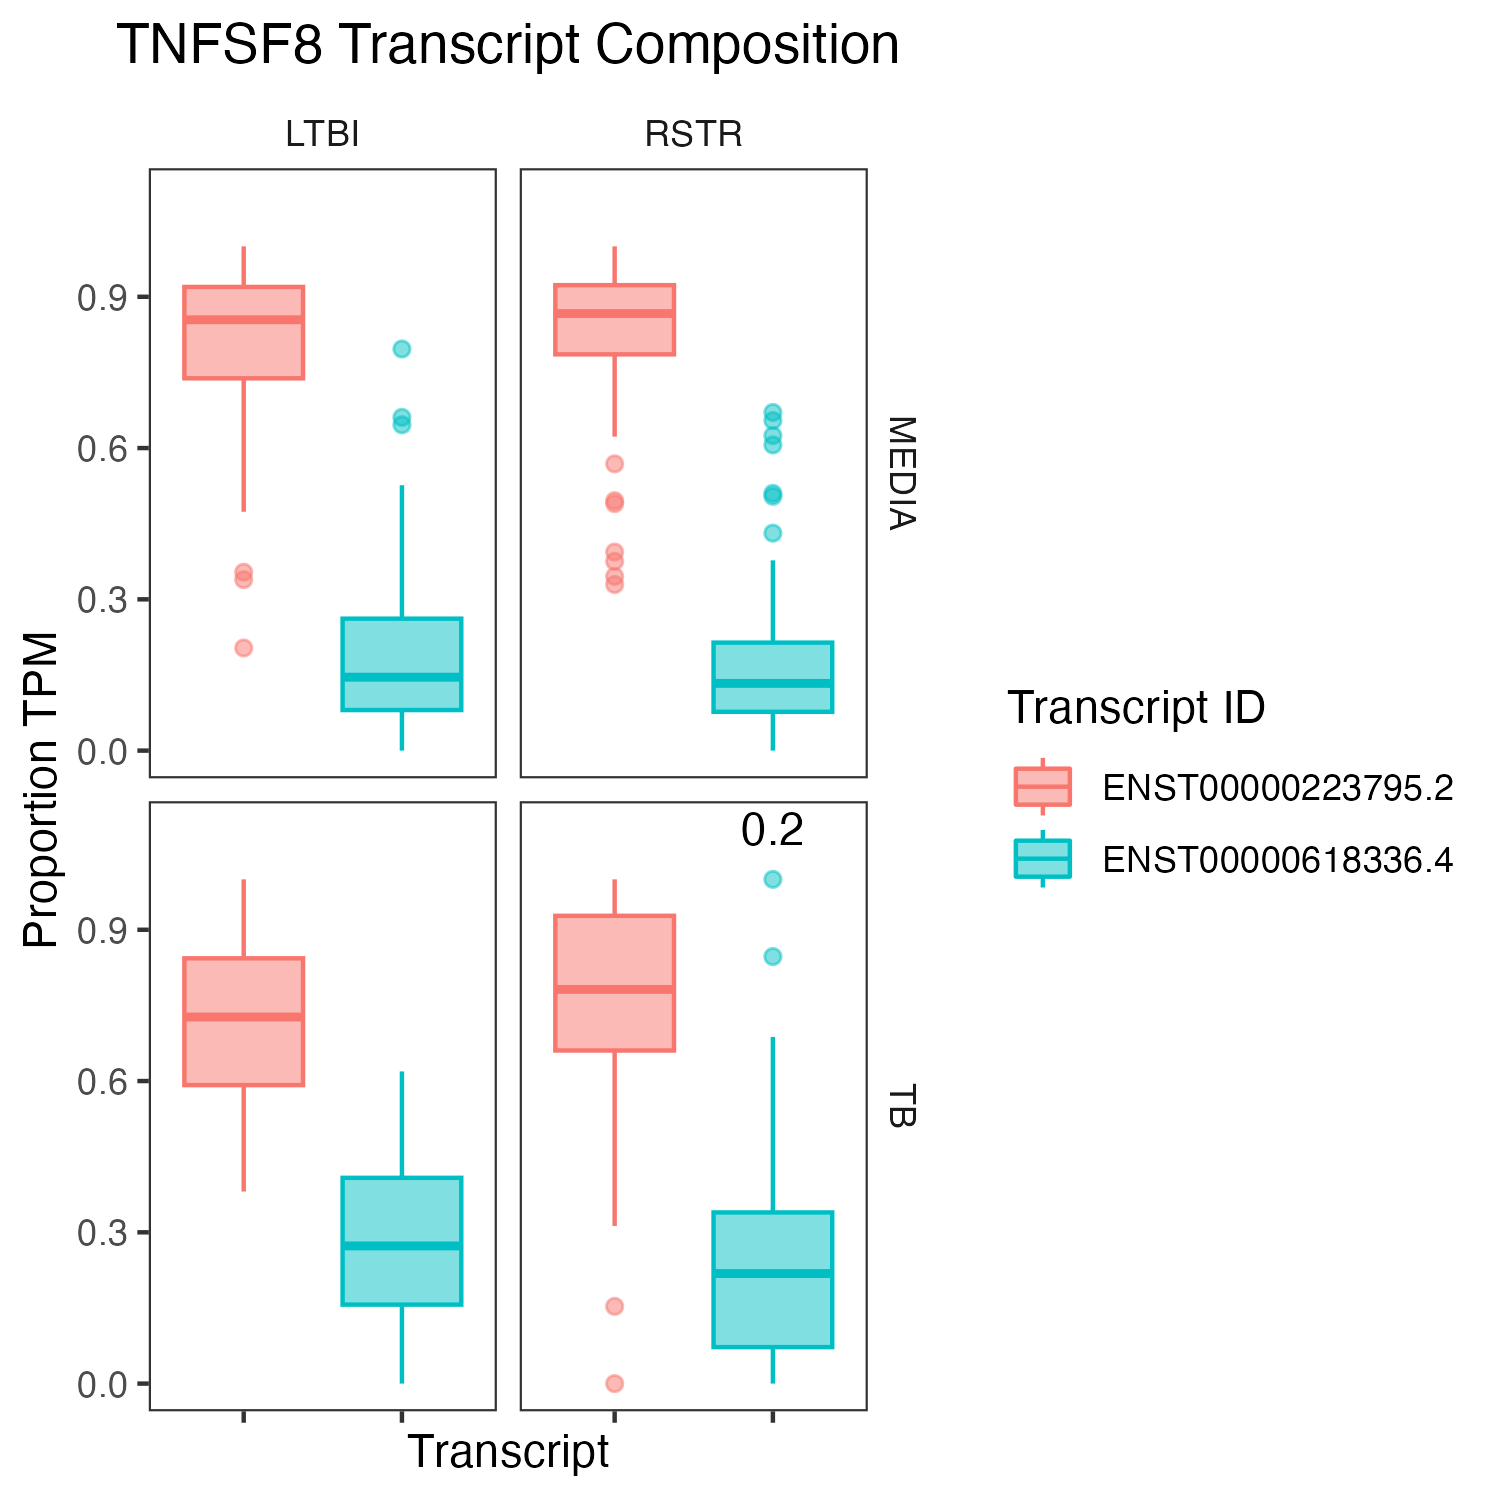 TNFSF8 Transcript Composition
LTBI
RSTR
0.9
0.6
0.3
0.0
MEDIA
0.2
0.9
0.6
0.3
0.0
TB
Proportion TPM
Transcript
Transcript ID
ENST00000223795.2
ENST00000618336.4